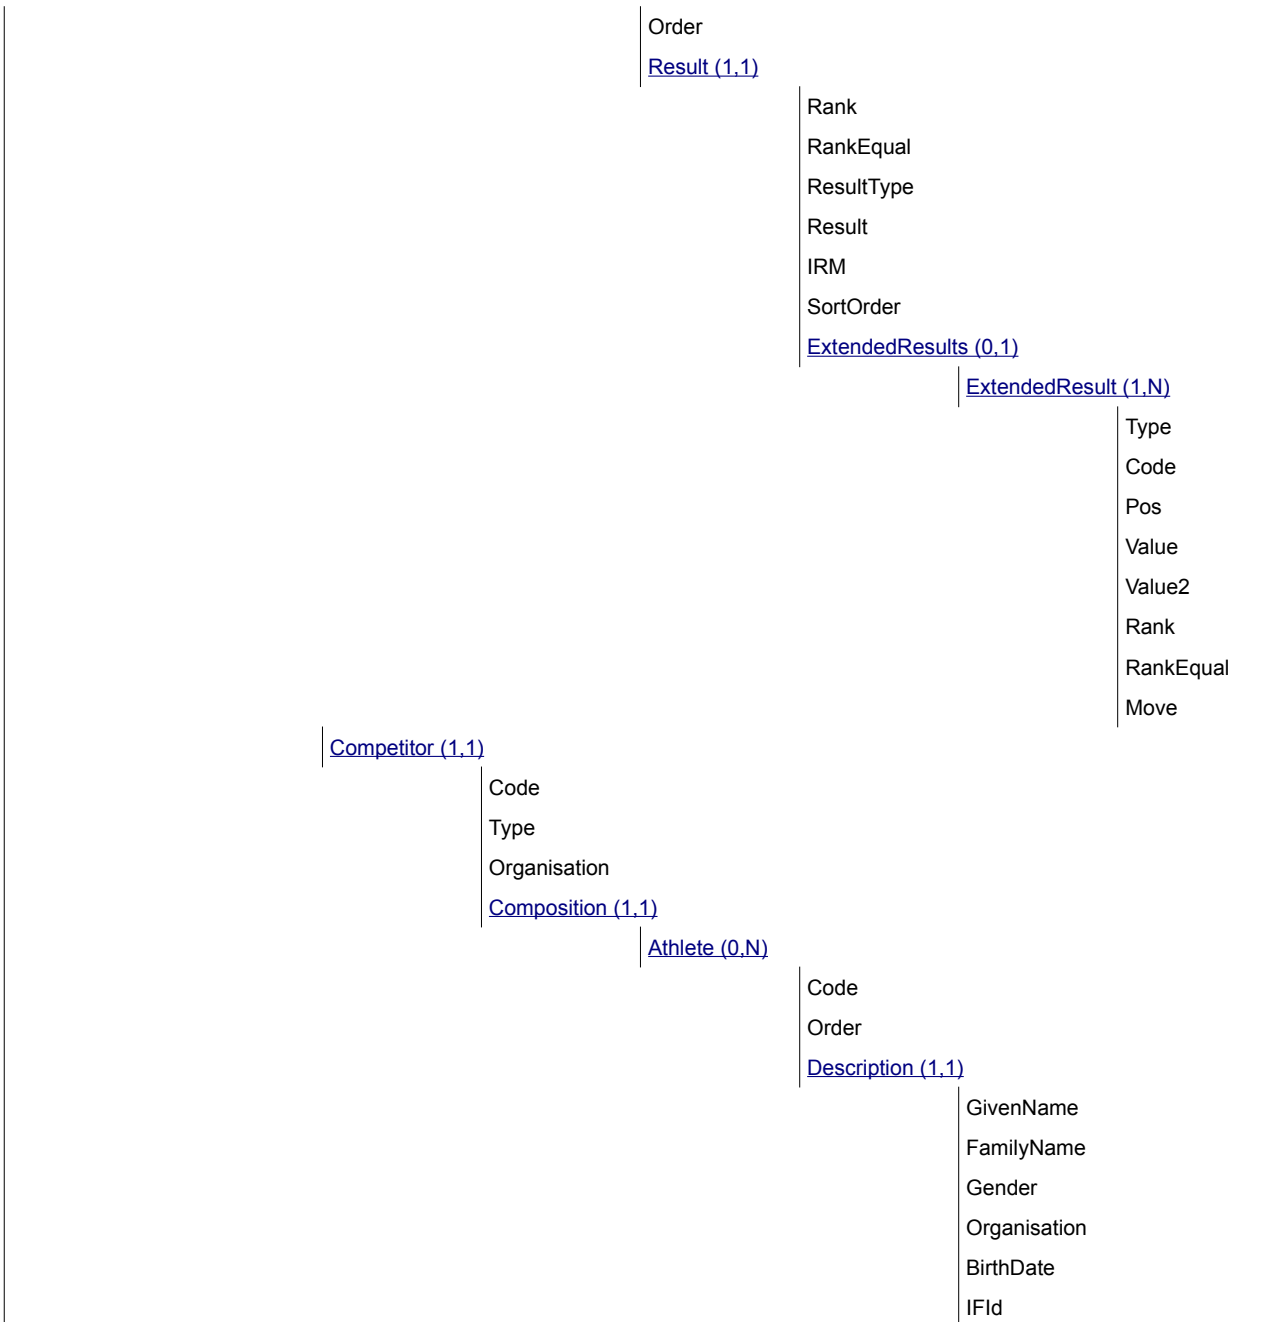 Order
Result (1,1)
Rank
RankEqual
ResultType
Result
IRM
SortOrder
ExtendedResults (0,1)
ExtendedResult (1,N)
Type
Code
Pos
Value
Value2
Rank
RankEqual
Move
Competitor (1,1)
Code
Type
Organisation
Composition (1,1)
Athlete (0,N)
Code
Order
Description (1,1)
GivenName
FamilyName
Gender
Organisation
BirthDate
IFId